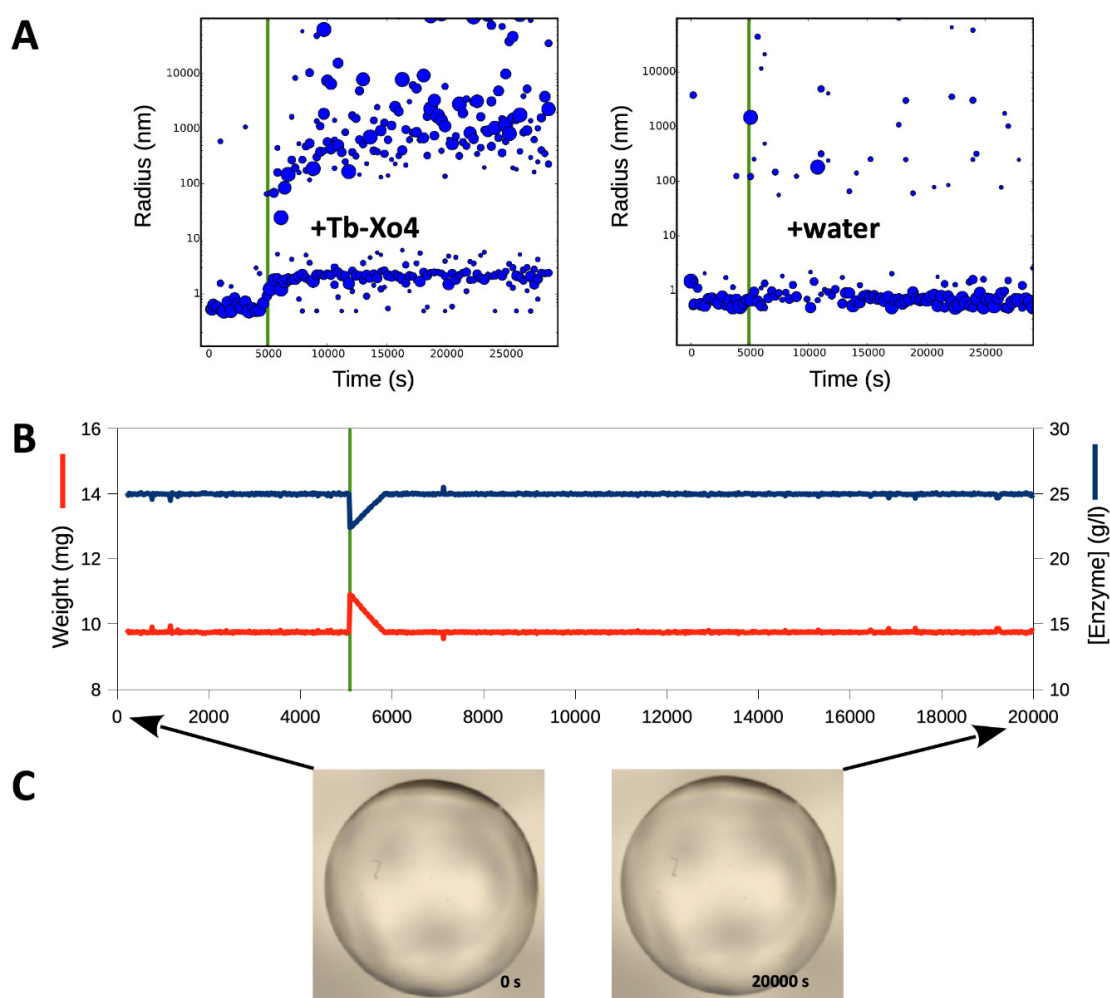 A
Radius (nm)
10000
1000
100
10
1
+Tb-Xo4
0 5000 10000 15000 20000 25000
Time (s)
Radius (nm)
10000
1000
100
10
1
+water
0 5000 10000 15000 20000 25000
Time (s)
B
Weight (mg)
16
14
12
10
8
30
25
20
15
10
[Enzyme] (g/l)
0 2000 4000 6000 8000 10000 12000 14000 16000 18000 20000
C
0 s
20000 s